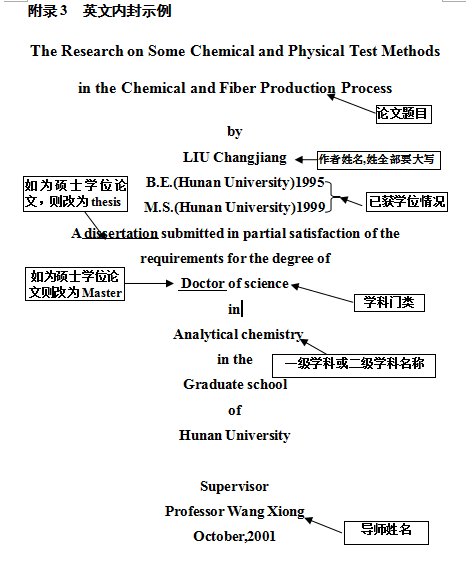 附录 3    英文内封示例
The Research on Some Chemical and Physical Test Methods
in the Chemical and Fiber Production Process
论文题目
by
LIU Changjiang
作者姓名,姓全部要大写
B.E.(Hunan University)1995
如为硕士学位论
文，则改为 thesis
M.S.(Hunan University)1999
已获学位情况
A dissertation submitted in partial satisfaction of the
requirements for the degree of
如为硕士学位论
文则改为 Master
Doctor of science
学科门类
in
Analytical chemistry
in the
一级学科或二级学科名称
Graduate school
of
Hunan University
Supervisor
Professor Wang Xiong
导师姓名
October,2001